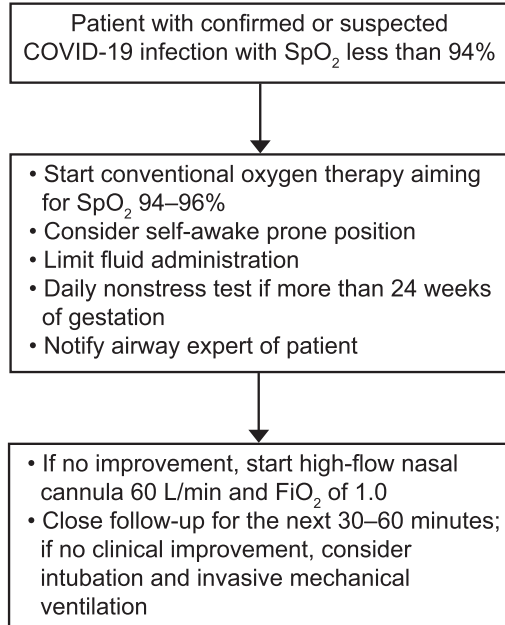 Patient with confirmed or suspected
COVID-19 infection with SpO₂ less than 94%
• Start conventional oxygen therapy aiming
for SpO₂ 94–96%
• Consider self-awake prone position
• Limit fluid administration
• Daily nonstress test if more than 24 weeks
of gestation
• Notify airway expert of patient
• If no improvement, start high-flow nasal
cannula 60 L/min and FiO₂ of 1.0
• Close follow-up for the next 30–60 minutes;
if no clinical improvement, consider
intubation and invasive mechanical
ventilation